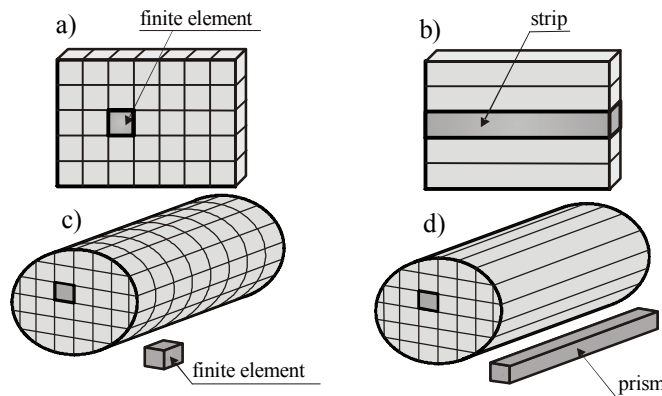 a)
finite element
b)
strip
c)
finite element
d)
prism